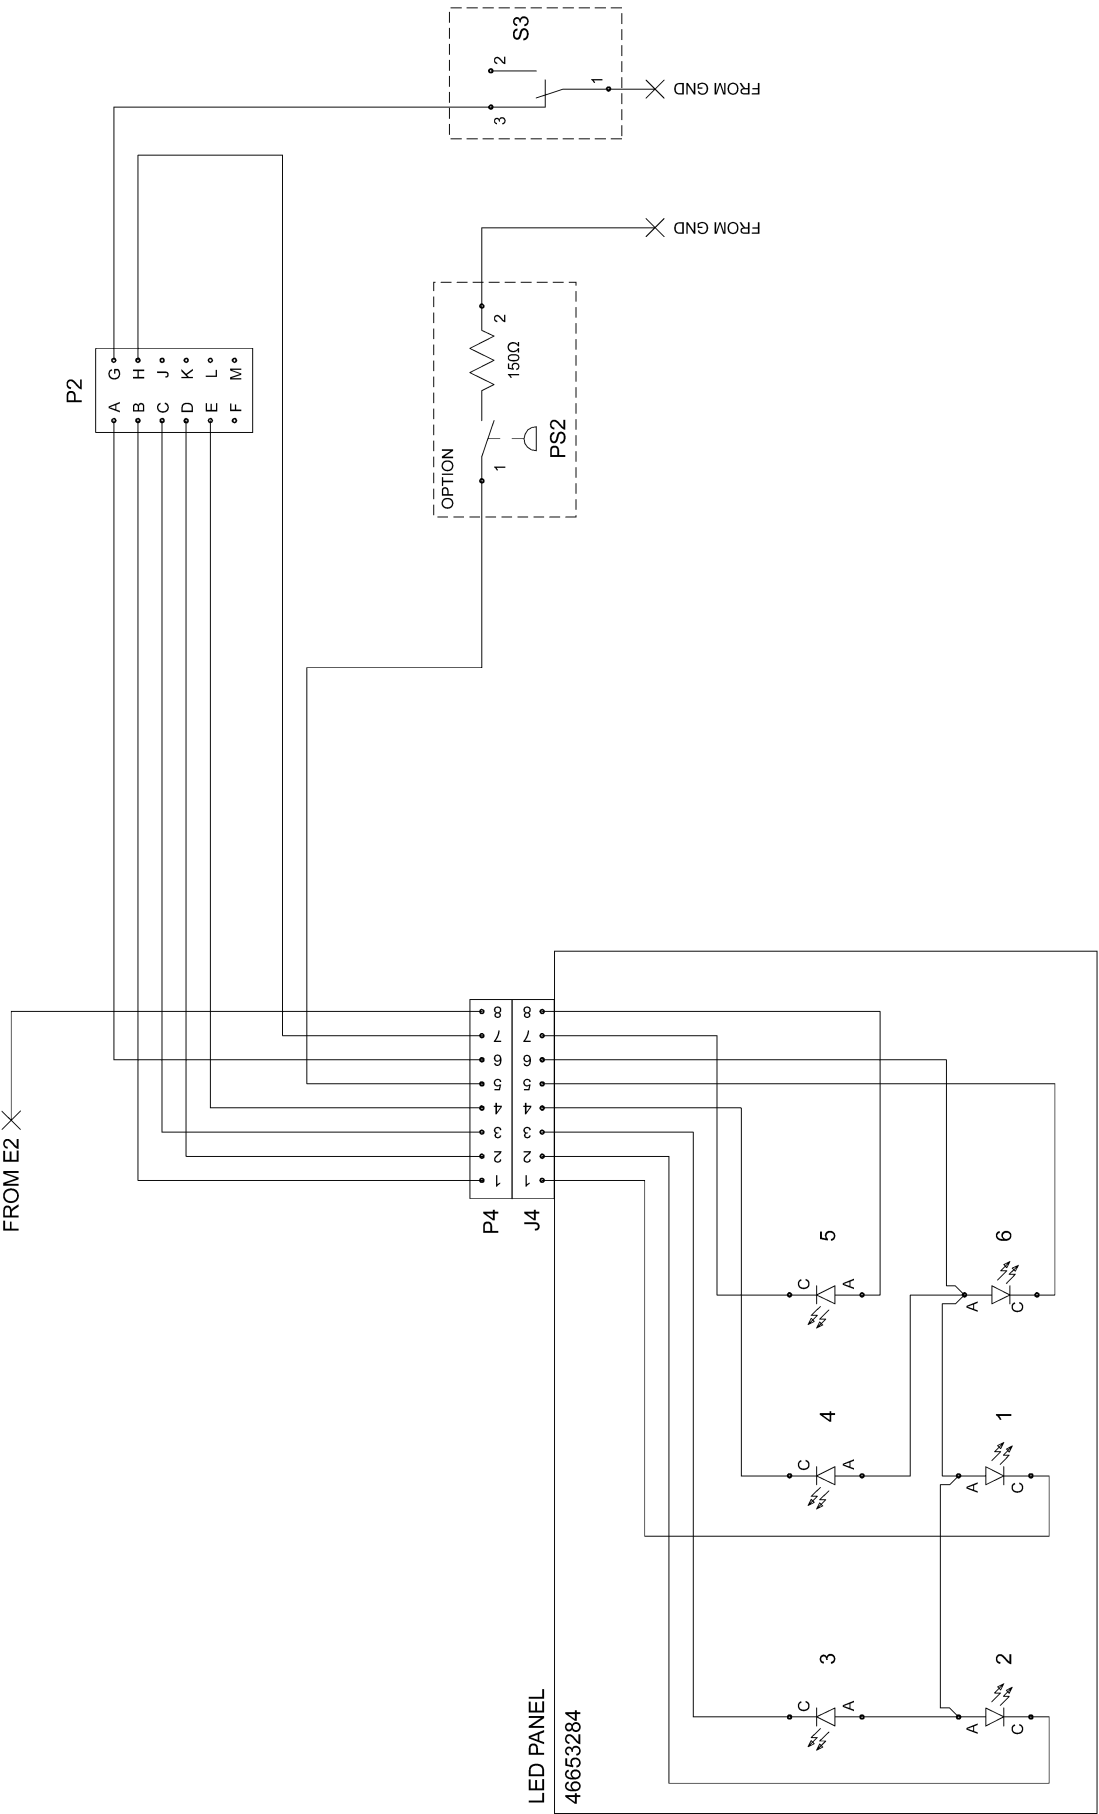 S3
2
3
1
FROM GND
FROM GND
P2
A G
B H
C J
D K
E L
F M
OPTION
1
2
150Ω
PS2
FROM E2
P4
8
7
6
5
4
3
2
1
J4
8
7
6
5
4
3
2
1
LED PANEL
46653284
5
C
A
6
A
C
4
C
A
1
A
C
3
C
A
2
A
C